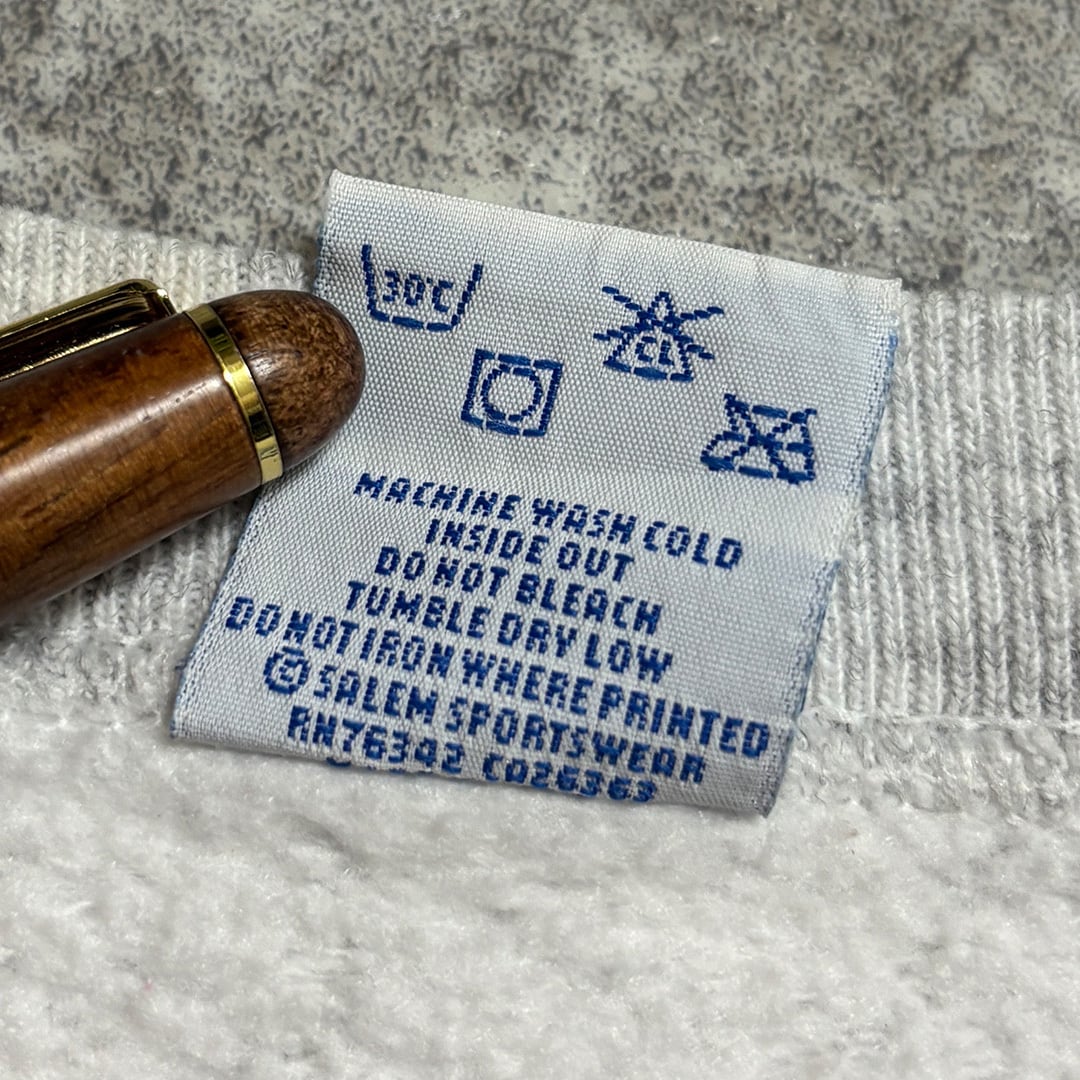 30°C
CL
MACHINE WASH COLD
INSIDE OUT
DO NOT BLEACH
TUMBLE DRY LOW
DO NOT IRON WHERE PRINTED
© SALEM SPORTSWEAR
RN76342 CA26363